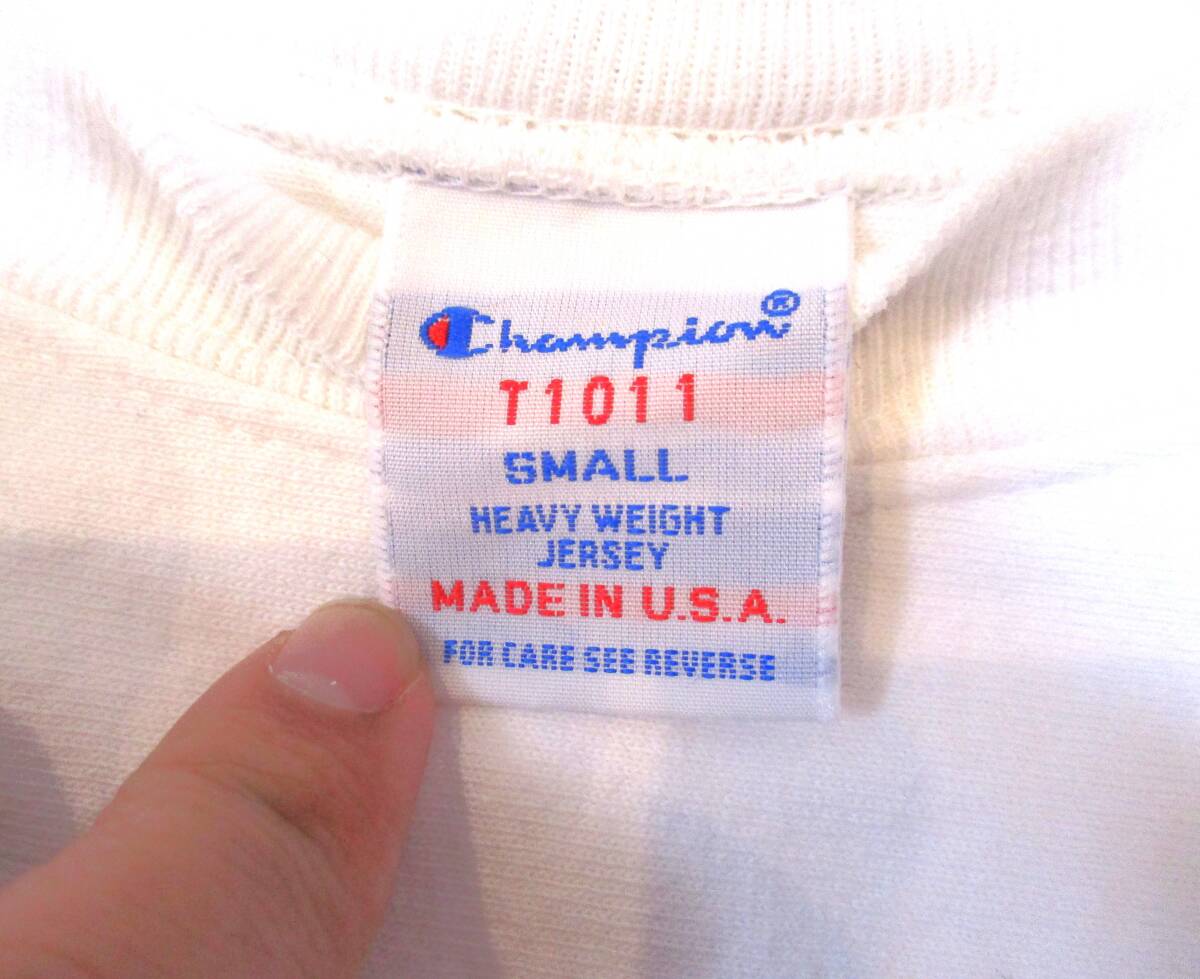 Champion®
T1011
SMALL
HEAVY WEIGHT
JERSEY
MADE IN U.S.A.
FOR CARE SEE REVERSE